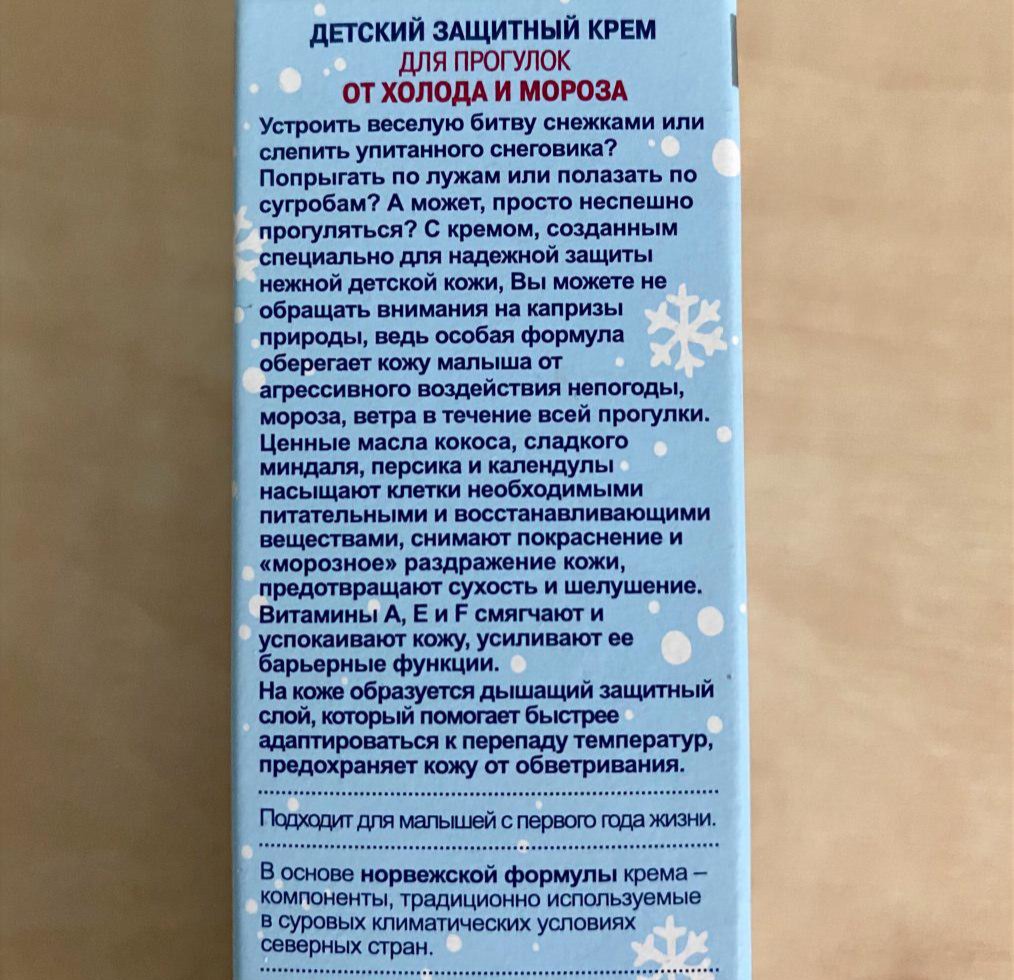 ДЕТСКИЙ ЗАЩИТНЫЙ КРЕМ
ДЛЯ ПРОГУЛОК
ОТ ХОЛОДА И МОРОЗА
Устроить веселую битву снежками или
слепить упитанного снеговика?
Попрыгать по лужам или полазать по
сугробам? А может, просто неспешно
прогуляться? С кремом, созданным
специально для надежной защиты
нежной детской кожи, Вы можете не
обращать внимания на капризы
природы, ведь особая формула
оберегает кожу малыша от
агрессивного воздействия непогоды,
мороза, ветра в течение всей прогулки.
Ценные масла кокоса, сладкого
миндаля, персика и календулы
насыщают клетки необходимыми
питательными и восстанавливающими
веществами, снимают покраснение и
«морозное» раздражение кожи,
предотвращают сухость и шелушение.
Витамины А, Е и F смягчают и
успокаивают кожу, усиливают ее
барьерные функции.
На коже образуется дышащий защитный
слой, который помогает быстрее
адаптироваться к перепаду температур,
предохраняет кожу от обветривания.
Подходит для малышей с первого года жизни.
В основе норвежской формулы крема –
компоненты, традиционно используемые
в суровых климатических условиях
северных стран.